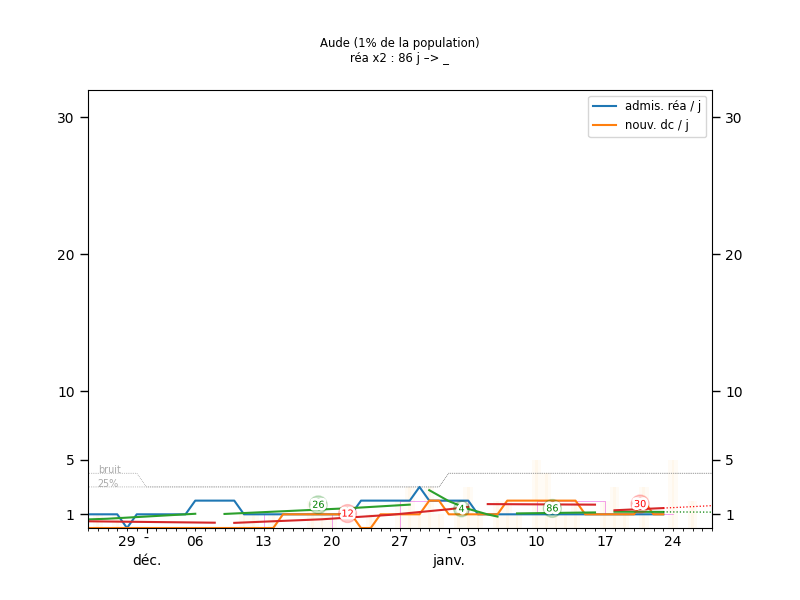 Aude (1% de la population)
réa x2 : 86 j –> _
admis. réa / j
nouv. dc / j
30 30
20 20
10 10
5 5
1 1
bruit
25%
26 12 4 86 30
29 - 06 13 20 27 - 03 10 17 24
déc. janv.